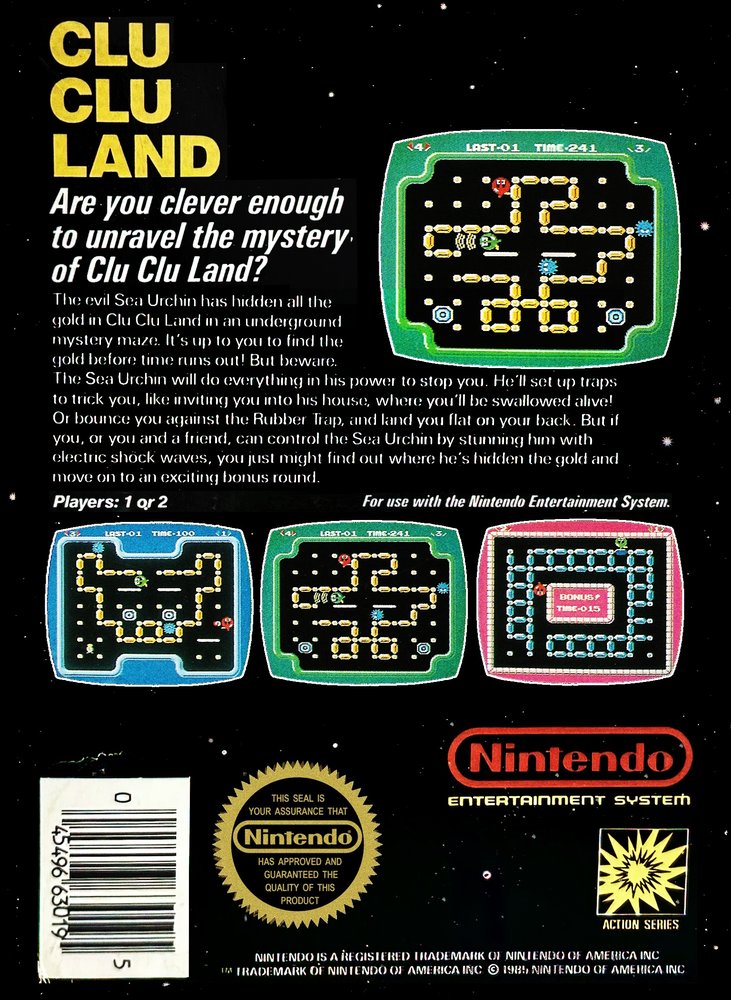 CLU
CLU
LAND
Are you clever enough
to unravel the mystery
of Clu Clu Land?
The evil Sea Urchin has hidden all the
gold in Clu Clu Land in an underground
mystery maze. It's up to you to find the
gold before time runs out! But beware.
The Sea Urchin will do everything in his power to stop you. He'll set up traps
to trick you, like inviting you into his house, where you'll be swallowed alive!
Or bounce you against the Rubber Trap, and land you flat on your back. But if
you, or you and a friend, can control the Sea Urchin by stunning him with
electric shock waves, you just might find out where he's hidden the gold and
move on to an exciting bonus round.
<4> LAST-01 TIME-241 <3>
Players: 1 or 2
For use with the Nintendo Entertainment System.
<3> LAST-01 TIME-100 <1>
<4> LAST-01 TIME-241 <3>
BONUS!
TIME-015
Nintendo
ENTERTAINMENT SYSTEM
0
45496 63019
5
THIS SEAL IS
YOUR ASSURANCE THAT
Nintendo
HAS APPROVED AND
GUARANTEED THE
QUALITY OF THIS
PRODUCT
ACTION SERIES
NINTENDO IS A REGISTERED TRADEMARK OF NINTENDO OF AMERICA INC
™ TRADEMARK OF NINTENDO OF AMERICA INC © 1985 NINTENDO OF AMERICA INC